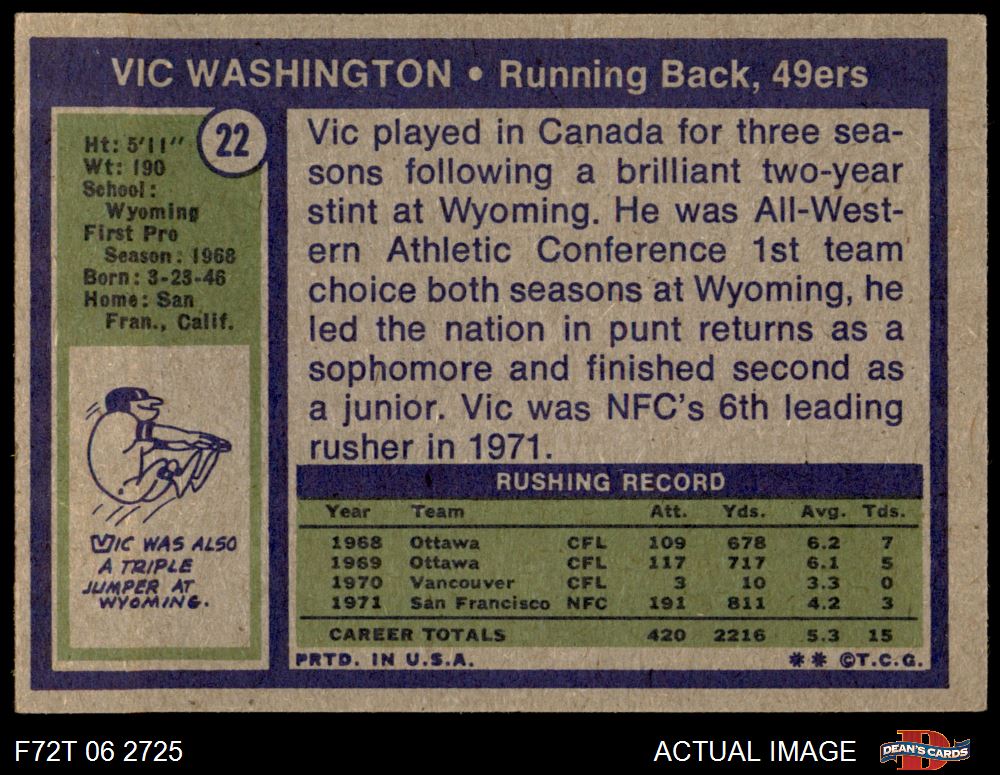 VIC WASHINGTON • Running Back, 49ers
22
Ht: 5'11"
Wt: 190
School:
Wyoming
First Pro
Season: 1968
Born: 3-23-46
Home: San
Fran., Calif.
VIC WAS ALSO
A TRIPLE
JUMPER AT
WYOMING.
Vic played in Canada for three sea-
sons following a brilliant two-year
stint at Wyoming. He was All-West-
ern Athletic Conference 1st team
choice both seasons at Wyoming, he
led the nation in punt returns as a
sophomore and finished second as
a junior. Vic was NFC's 6th leading
rusher in 1971.
RUSHING RECORD
Year Team Att. Yds. Avg. Tds.
1968 Ottawa CFL 109 678 6.2 7
1969 Ottawa CFL 117 717 6.1 5
1970 Vancouver CFL 3 10 3.3 0
1971 San Francisco NFC 191 811 4.2 3
CAREER TOTALS 420 2216 5.3 15
PRTD. IN U.S.A. ** ©T.C.G.
F72T 06 2725 ACTUAL IMAGE
D
DEAN'S CARDS